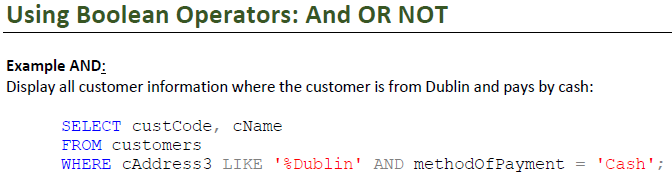 Using Boolean Operators: And OR NOT
Example AND:
Display all customer information where the customer is from Dublin and pays by cash:
SELECT custCode, cName
FROM customers
WHERE cAddress3 LIKE '%Dublin' AND methodOfPayment = 'Cash';